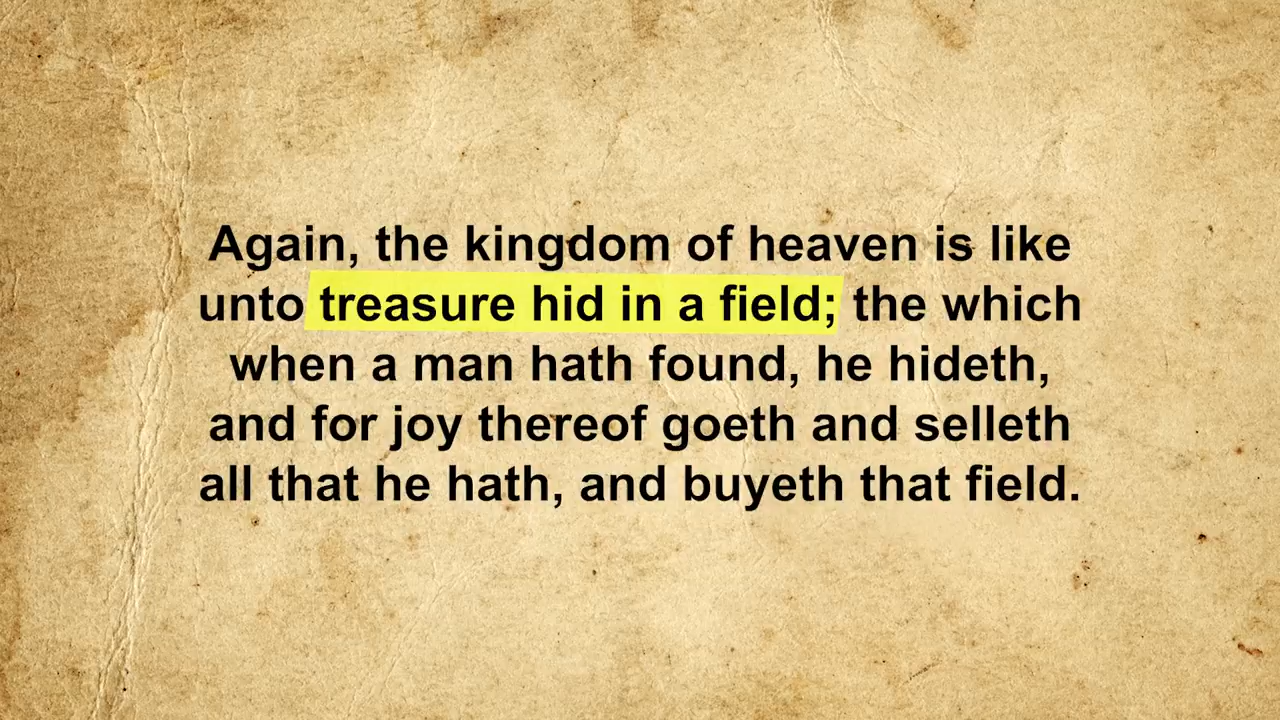 Again, the kingdom of heaven is like
unto treasure hid in a field; the which
when a man hath found, he hideth,
and for joy thereof goeth and selleth
all that he hath, and buyeth that field.